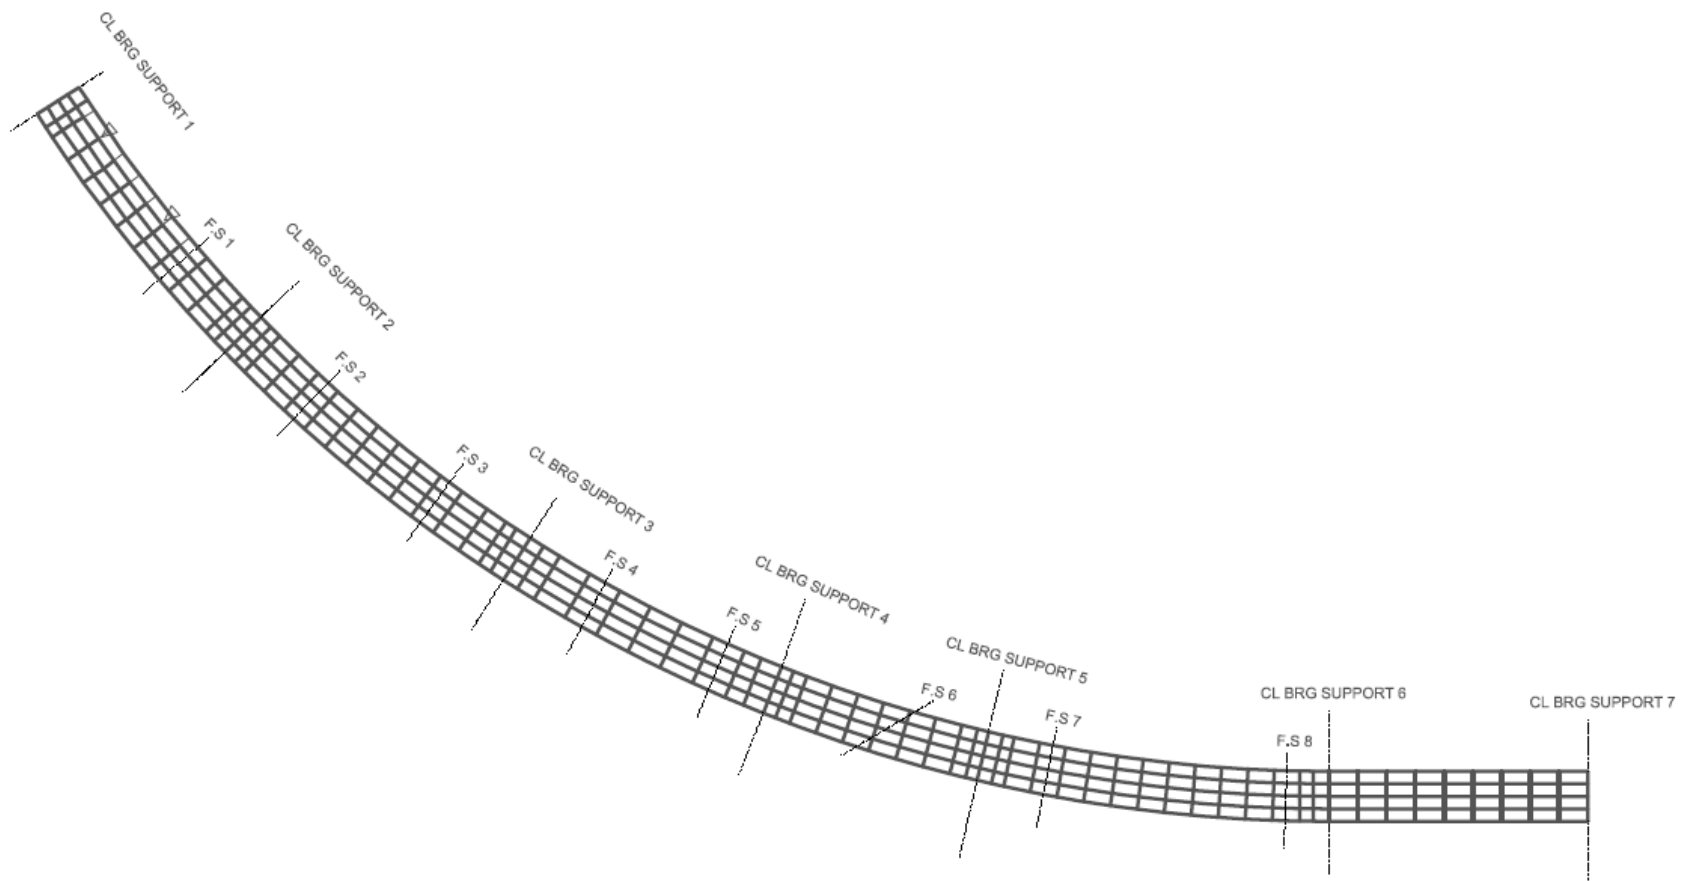 CL BRG SUPPORT 1
F.S 1
CL BRG SUPPORT 2
F.S 2
F.S 3
CL BRG SUPPORT 3
F.S 4
CL BRG SUPPORT 4
F.S 5
CL BRG SUPPORT 5
F.S 6
F.S 7
CL BRG SUPPORT 6
CL BRG SUPPORT 7
F.S 8